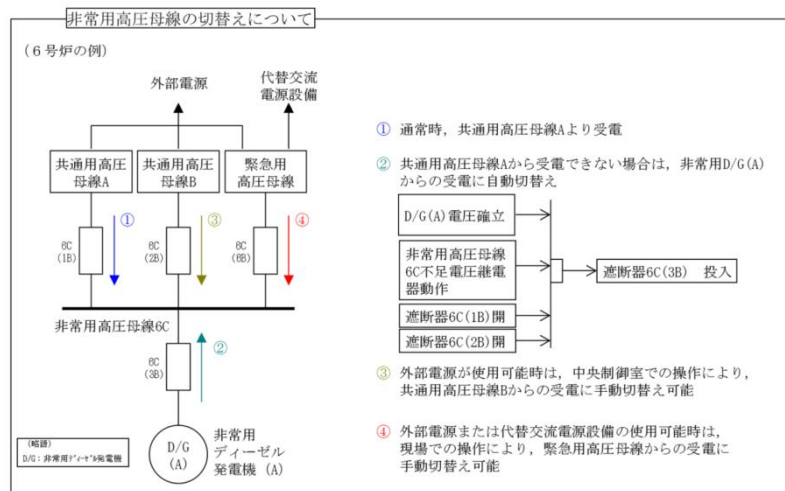 非常用高圧母線の切替えについて
(6号炉の例)
外部電源
代替交流
電源設備
共通用高圧
母線A
共通用高圧
母線B
緊急用
高圧母線
①
③
④
6C
(1B)
6C
(2B)
6C
(6B)
非常用高圧母線6C
6C
(3B)
②
D/G
(A)
非常用
ディーゼル
発電機(A)
(略語)
D/G:非常用ディーゼル発電機
① 通常時,共通用高圧母線Aより受電
② 共通用高圧母線Aから受電できない場合は,非常用D/G(A)
からの受電に自動切替え
D/G(A)電圧確立
非常用高圧母線
6C不足電圧継電
器動作
遮断器6C(1B)開
遮断器6C(2B)開
遮断器6C(3B) 投入
③ 外部電源が使用可能時は,中央制御室での操作により,
共通用高圧母線Bからの受電に手動切替え可能
④ 外部電源または代替交流電源設備の使用可能時は,
現場での操作により,緊急用高圧母線からの受電に
手動切替え可能